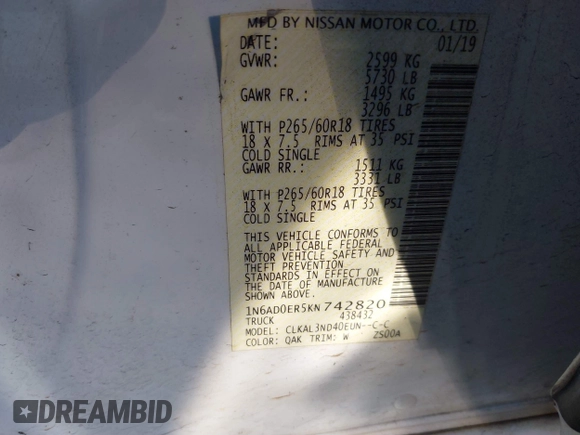 MFD BY NISSAN MOTOR CO., LTD.
DATE: 01/19
GVWR: 2599 KG
5730 LB
GAWR FR.: 1495 KG
3296 LB
WITH P265/60R18 TIRES
18 X 7.5 RIMS AT 35 PSI
COLD SINGLE
GAWR RR.: 1511 KG
3331 LB
WITH P265/60R18 TIRES
18 X 7.5 RIMS AT 35 PSI
COLD SINGLE
THIS VEHICLE CONFORMS TO
ALL APPLICABLE FEDERAL
MOTOR VEHICLE SAFETY AND
THEFT PREVENTION
STANDARDS IN EFFECT ON
THE DATE OF MANUFACTURE
SHOWN ABOVE.
1N6AD0ER5KN742820
TRUCK 438432
MODEL: CLKAL3ND40EUN--C-C
COLOR: QAK TRIM: W ZS00A
DREAMBID